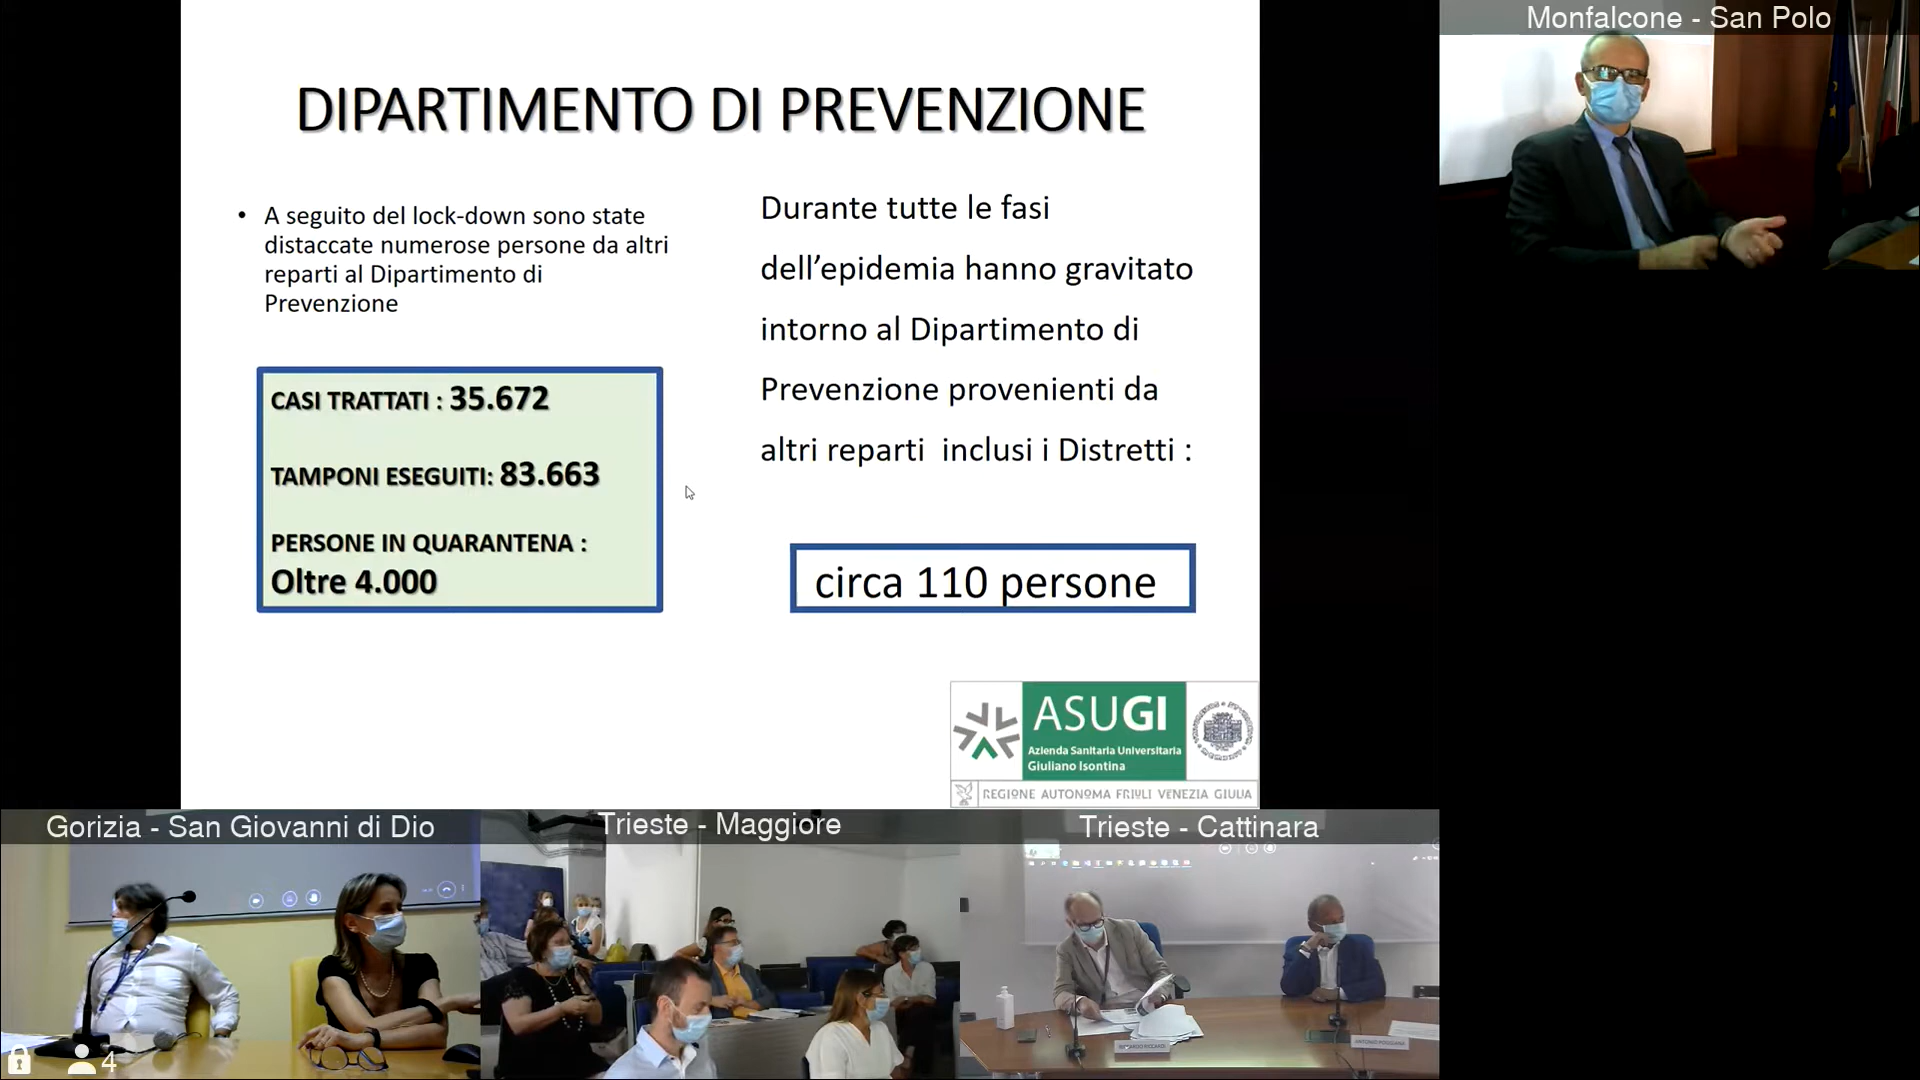 Monfalcone - San Polo
DIPARTIMENTO DI PREVENZIONE
• A seguito del lock-down sono state
distaccate numerose persone da altri
reparti al Dipartimento di
Prevenzione
CASI TRATTATI : 35.672
TAMPONI ESEGUITI: 83.663
PERSONE IN QUARANTENA :
Oltre 4.000
Durante tutte le fasi
dell’epidemia hanno gravitato
intorno al Dipartimento di
Prevenzione provenienti da
altri reparti inclusi i Distretti :
circa 110 persone
ASUGI
Azienda Sanitaria Universitaria
Giuliano Isontina
REGIONE AUTONOMA FRIULI VENEZIA GIULIA
Gorizia - San Giovanni di Dio
Trieste - Maggiore
Trieste - Cattinara
4